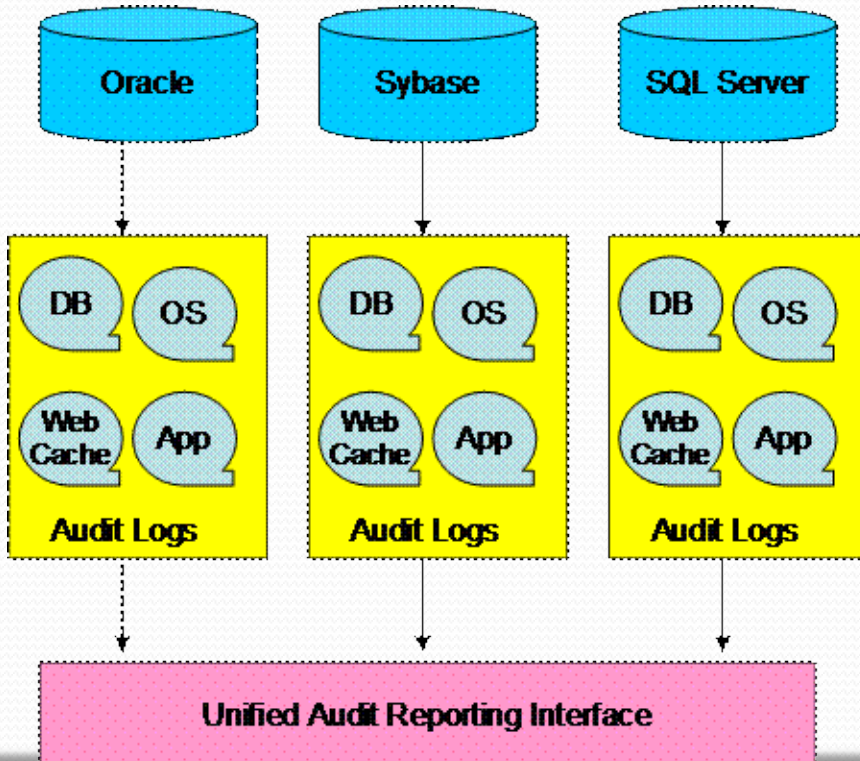 Oracle
Sybase
SQL Server
DB
OS
DB
OS
DB
OS
Web
Cache
App
Web
Cache
App
Web
Cache
App
Audit Logs
Audit Logs
Audit Logs
Unified Audit Reporting Interface